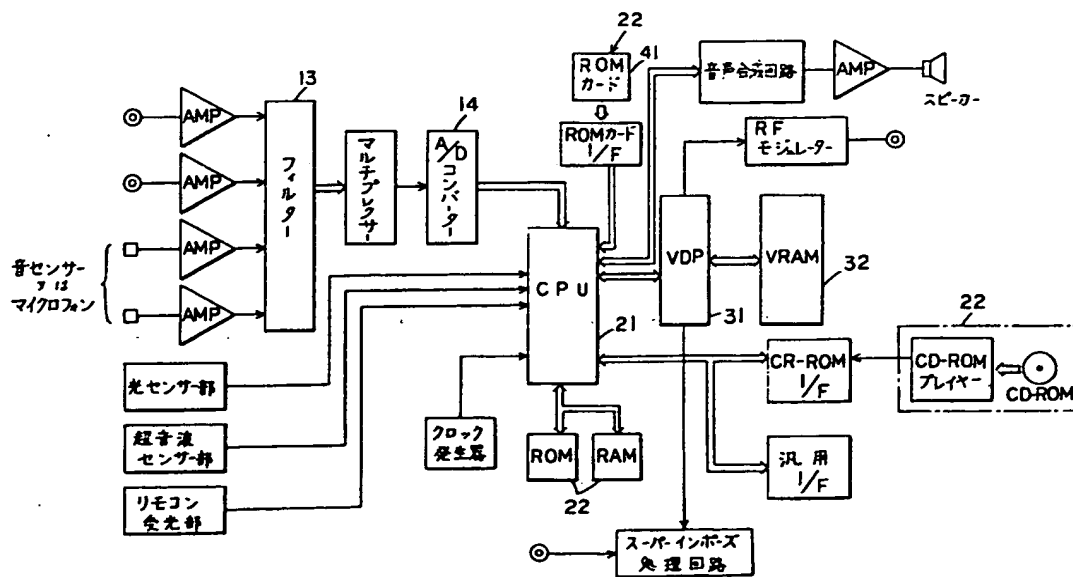 13
AMP
AMP
AMP
AMP
フィルター
マルチプレクサー
14
A/D
コンバーター
22
ROM
カード
41
ROMカード
I/F
音声合成回路
AMP
スピーカー
RF
モジュレーター
音センサー
又は
マイクロフォン
CPU
21
VDP
31
VRAM
32
光センサー部
超音波
センサー部
リモコン
受光部
クロック
発生器
ROM
RAM
22
CR-ROM
I/F
22
CD-ROM
プレイヤー
CD-ROM
汎用
I/F
スーパーインポーズ
処理回路